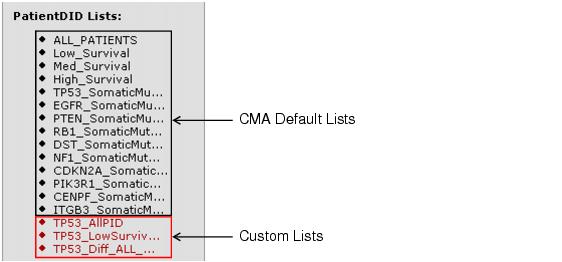 PatientDID Lists:
ALL_PATIENTS
Low_Survival
Med_Survival
High_Survival
TP53_SomaticMu...
EGFR_SomaticMu...
PTEN_SomaticMu...
CMA Default Lists
RB1_SomaticMut...
DST_SomaticMut...
NF1_SomaticMut...
CDKN2A_Somatic...
PIK3R1_Somatic...
CENPF_SomaticM...
ITGB3_SomaticM...
TP53_AllPID
TP53_LowSurviv...
Custom Lists
TP53_Diff_ALL_...